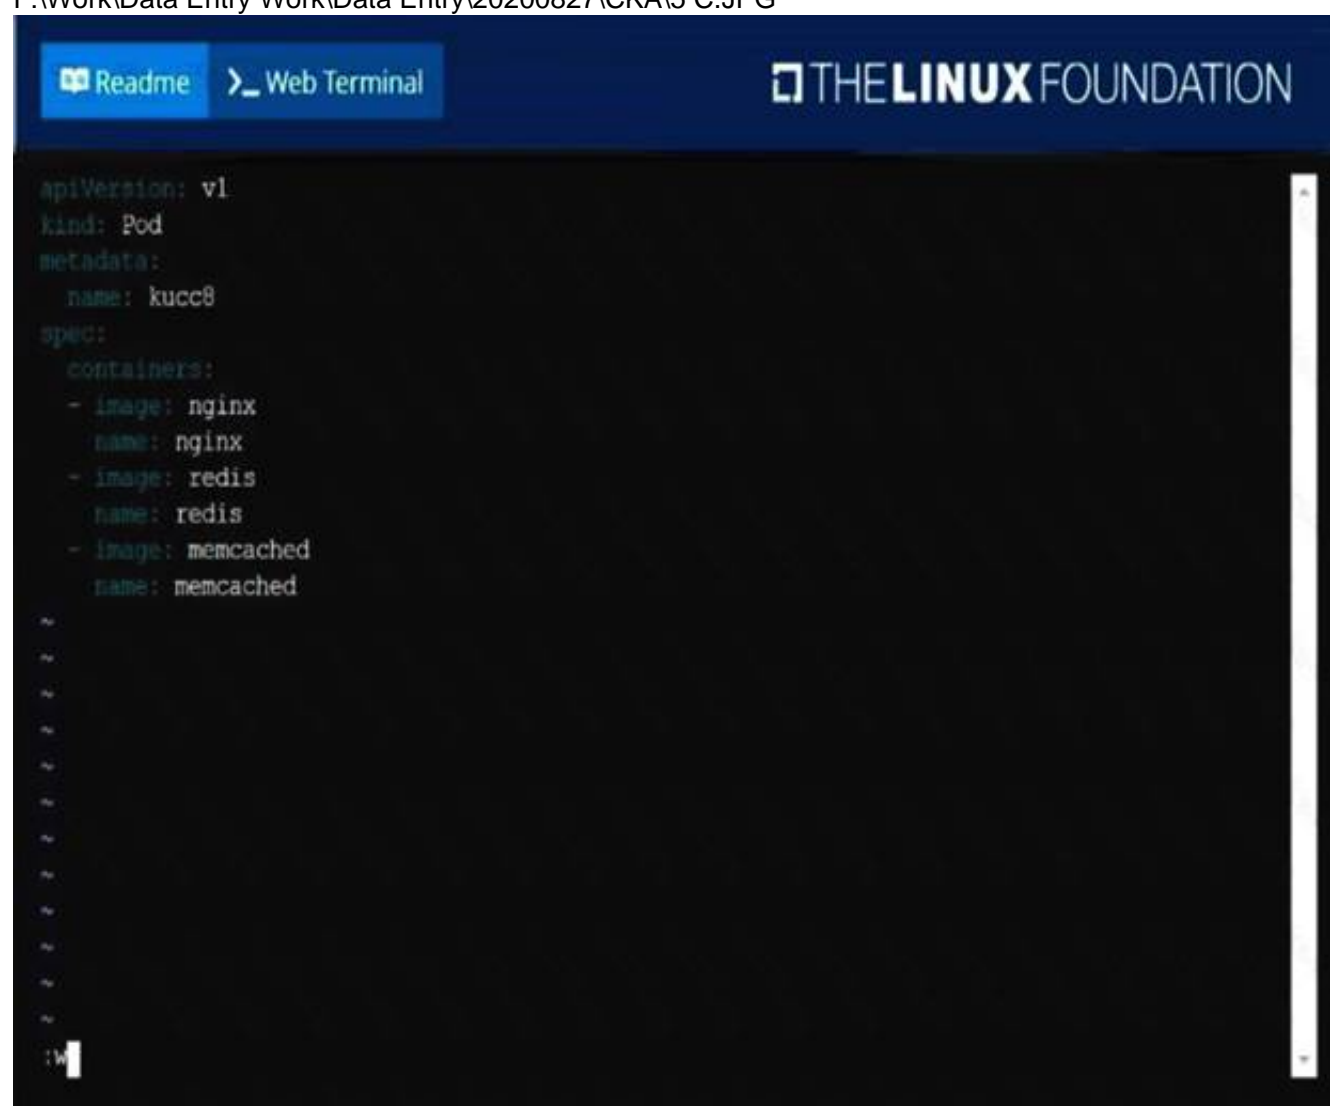 F:\Work\Data Entry Work\Data Entry\20200827\CKA\5 C.JPG
Readme >_ Web Terminal
THE LINUX FOUNDATION
apiVersion: v1
kind: Pod
metadata:
  name: kucc8
spec:
  containers:
  - image: nginx
    name: nginx
  - image: redis
    name: redis
  - image: memcached
    name: memcached
~
~
~
~
~
~
~
~
~
~
~
~
:w